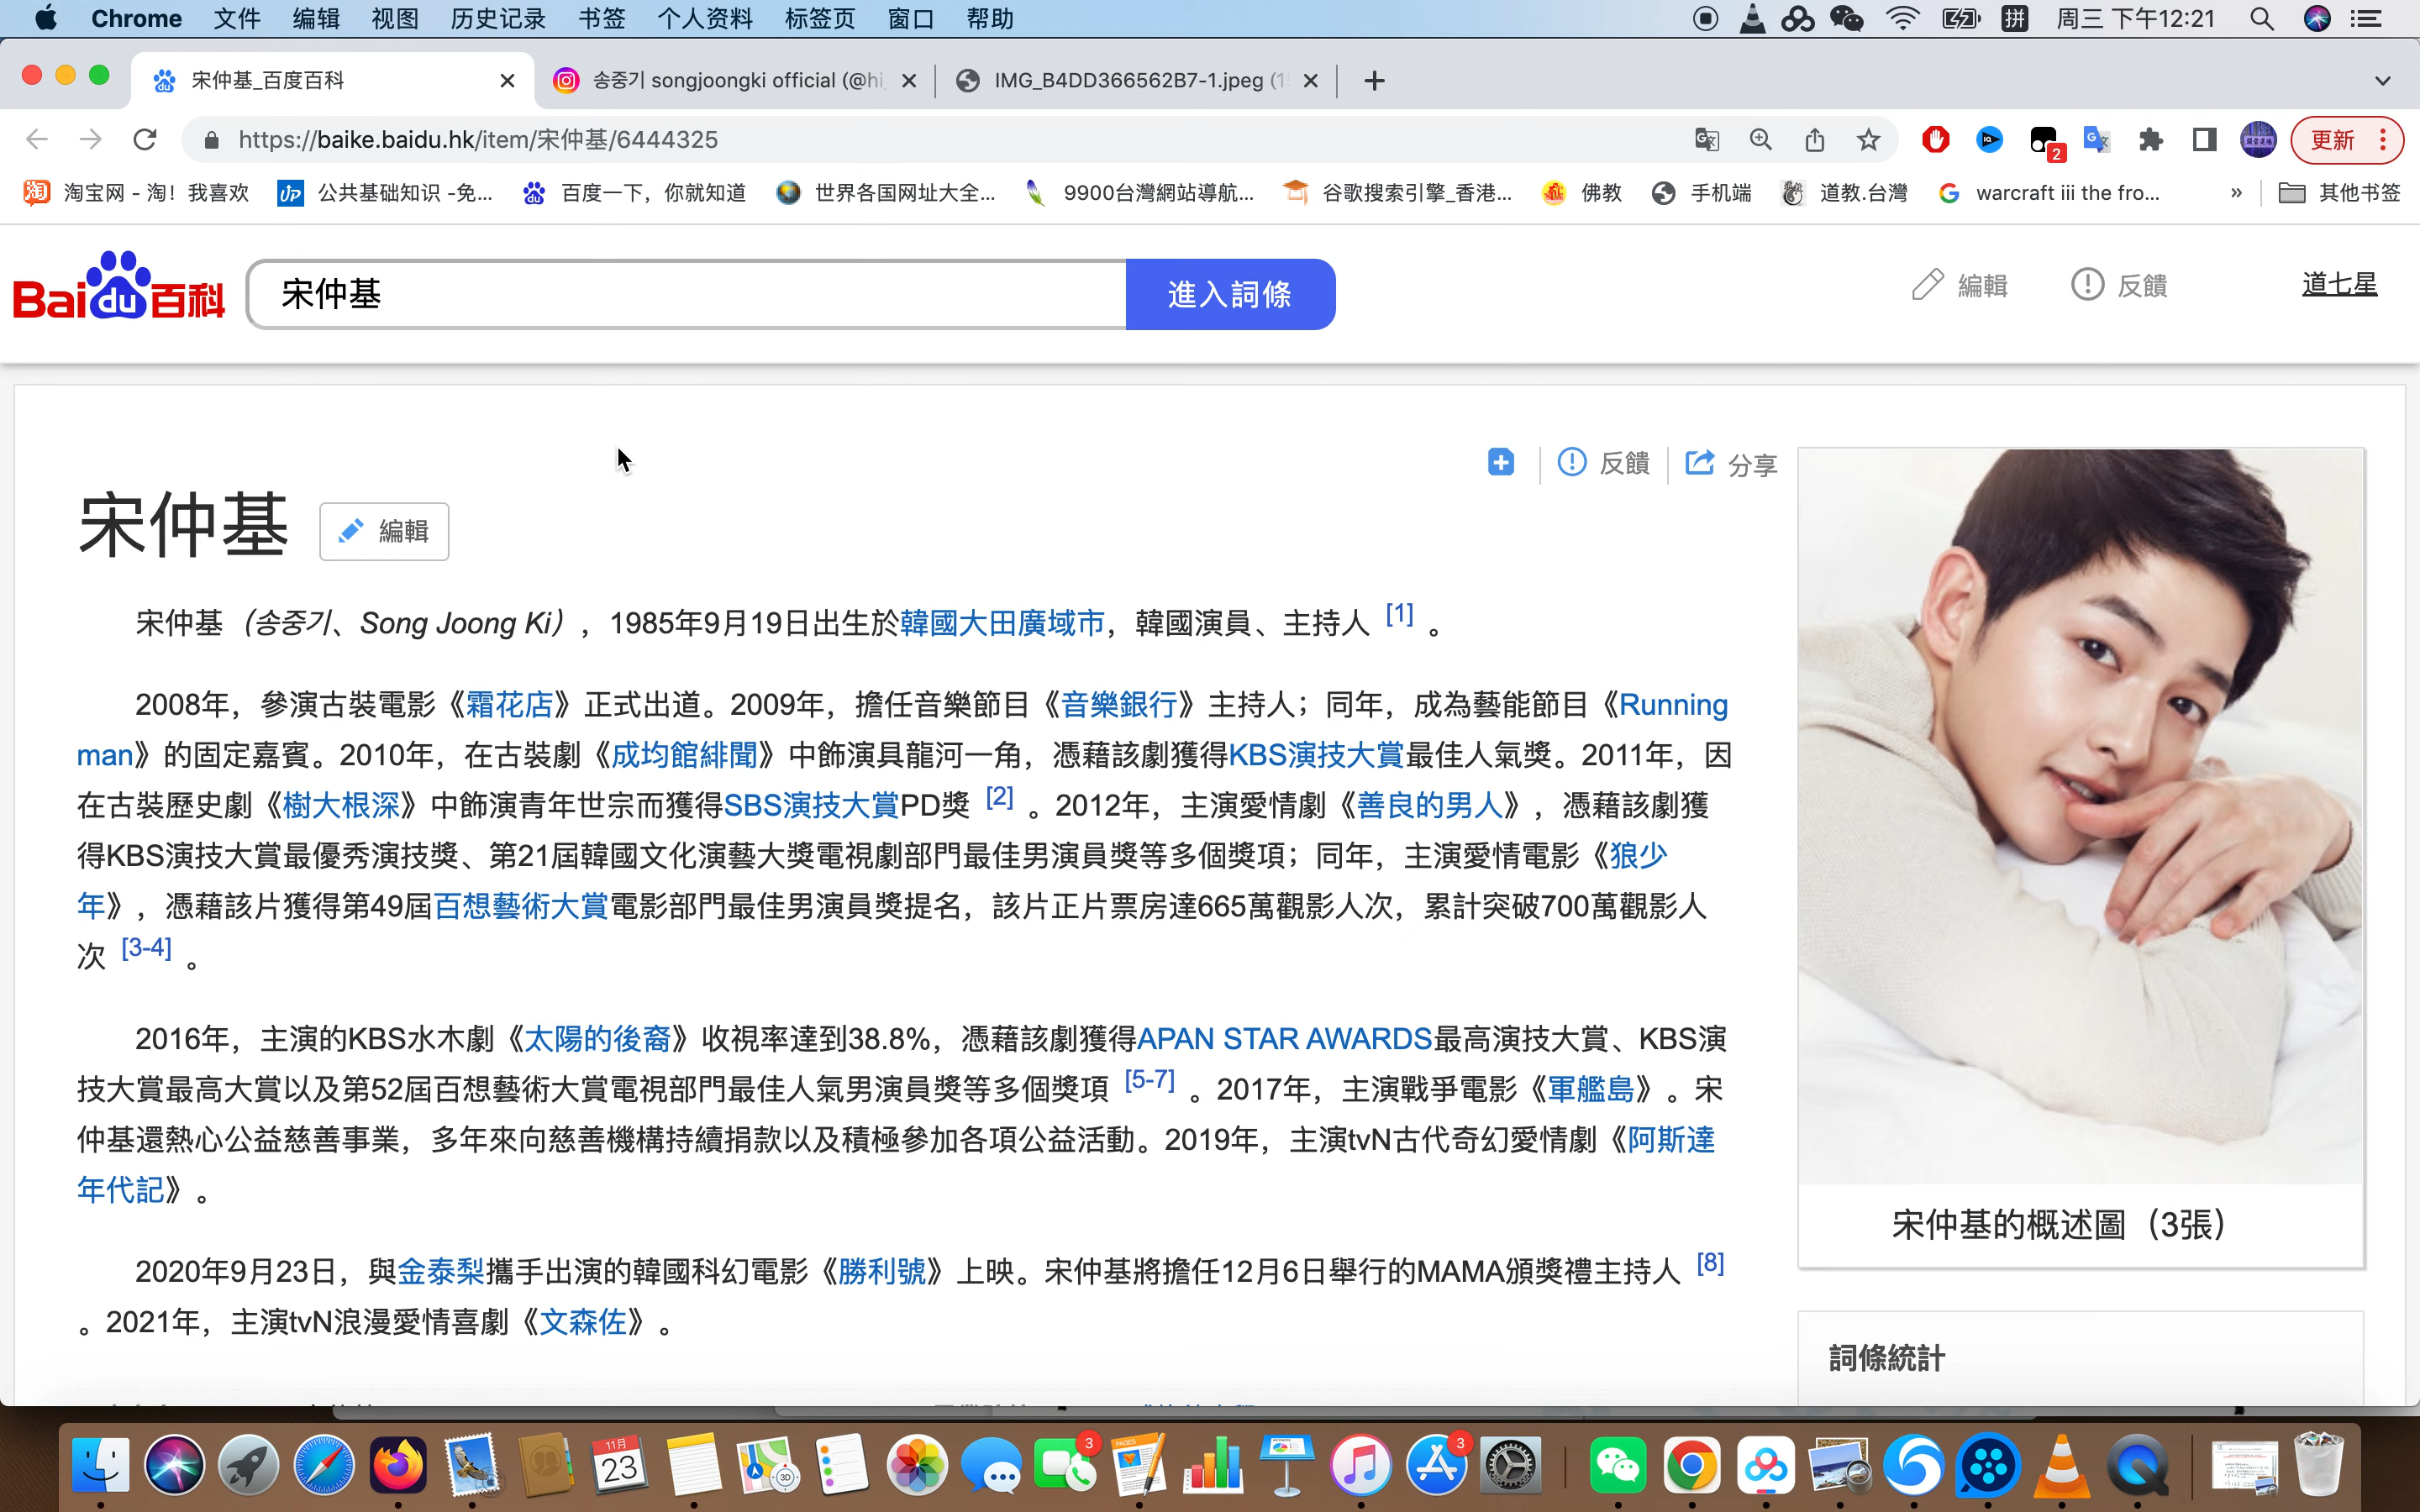 Chrome 文件 编辑 视图 历史记录 书签 个人资料 标签页 窗口 帮助 拼 周三 下午12:21
宋仲基_百度百科 송중기 songjoongki official (@hi IMG_B4DD366562B7-1.jpeg (1
https://baike.baidu.hk/item/宋仲基/6444325 2 更新
淘宝网 - 淘！我喜欢 公共基础知识 -免... 百度一下，你就知道 世界各国网址大全... 9900台灣網站導航... 谷歌搜索引擎_香港... 佛教 手机端 道教.台灣 warcraft iii the fro... » 其他书签
Bai du 百科 宋仲基 進入詞條 編輯 反饋 道七星
反饋 分享
宋仲基 編輯
宋仲基（송중기、Song Joong Ki），1985年9月19日出生於韓國大田廣域市，韓國演員、主持人 [1] 。
2008年，參演古裝電影《霜花店》正式出道。2009年，擔任音樂節目《音樂銀行》主持人；同年，成為藝能節目《Running
man》的固定嘉賓。2010年，在古裝劇《成均館緋聞》中飾演具龍河一角，憑藉該劇獲得KBS演技大賞最佳人氣獎。2011年，因
在古裝歷史劇《樹大根深》中飾演青年世宗而獲得SBS演技大賞PD獎 [2] 。2012年，主演愛情劇《善良的男人》，憑藉該劇獲
得KBS演技大賞最優秀演技獎、第21屆韓國文化演藝大獎電視劇部門最佳男演員獎等多個獎項；同年，主演愛情電影《狼少
年》，憑藉該片獲得第49屆百想藝術大賞電影部門最佳男演員獎提名，該片正片票房達665萬觀影人次，累計突破700萬觀影人
次 [3-4] 。
2016年，主演的KBS水木劇《太陽的後裔》收視率達到38.8%，憑藉該劇獲得APAN STAR AWARDS最高演技大賞、KBS演
技大賞最高大賞以及第52屆百想藝術大賞電視部門最佳人氣男演員獎等多個獎項 [5-7] 。2017年，主演戰爭電影《軍艦島》。宋
仲基還熱心公益慈善事業，多年來向慈善機構持續捐款以及積極參加各項公益活動。2019年，主演tvN古代奇幻愛情劇《阿斯達
年代記》。
2020年9月23日，與金泰梨攜手出演的韓國科幻電影《勝利號》上映。宋仲基將擔任12月6日舉行的MAMA頒獎禮主持人 [8]
。2021年，主演tvN浪漫愛情喜劇《文森佐》。
宋仲基的概述圖（3張）
詞條統計
11月
23
3D
3
PAGES
3